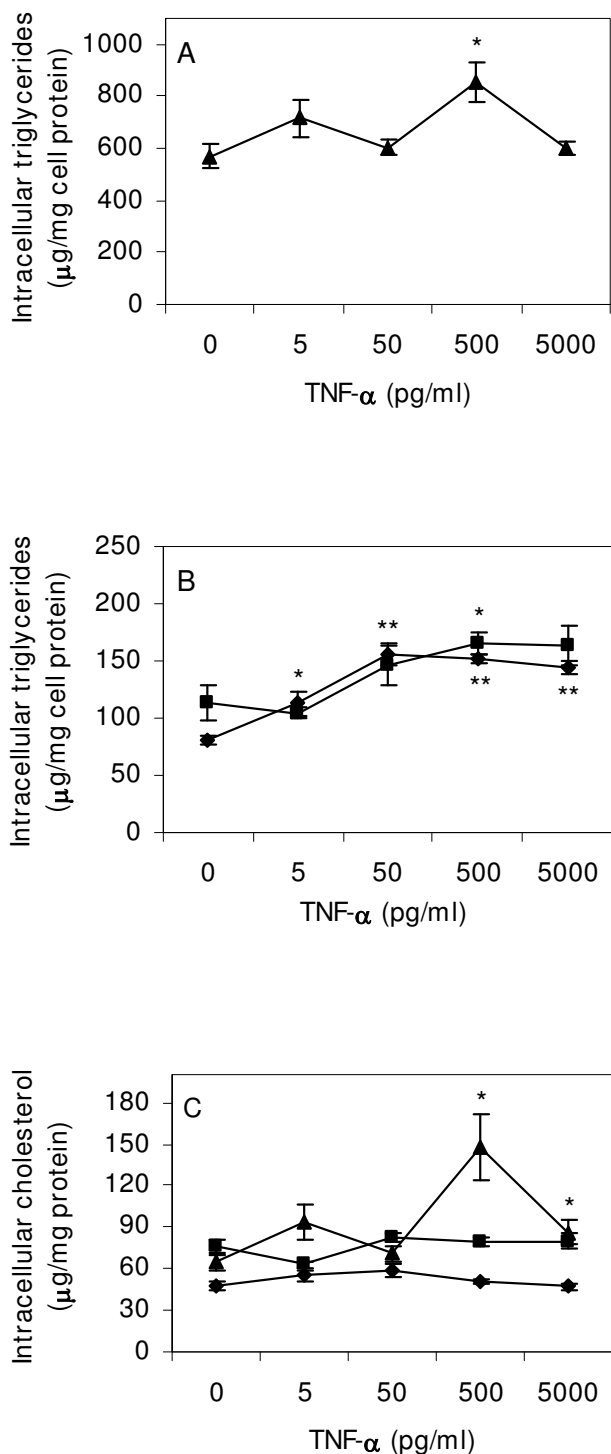 A
Intracellular triglycerides
(µg/mg cell protein)
1000
800
600
400
200
0
*
0 5 50 500 5000
TNF-α (pg/ml)
B
Intracellular triglycerides
(µg/mg cell protein)
250
200
150
100
50
0
*
**
*
**
**
0 5 50 500 5000
TNF-α (pg/ml)
C
Intracellular cholesterol
(µg/mg protein)
180
150
120
90
60
30
0
*
*
0 5 50 500 5000
TNF-α (pg/ml)